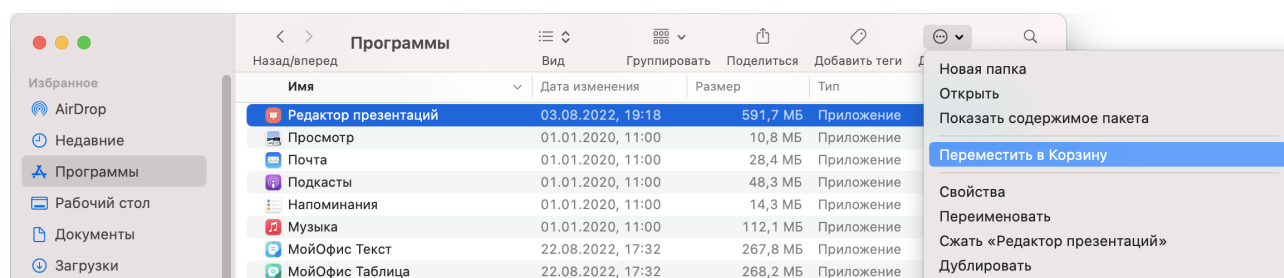 Программы
Назад/вперед
Вид
Группировать
Поделиться
Добавить теги
Избранное
AirDrop
Недавние
Программы
Рабочий стол
Документы
Загрузки
Имя Дата изменения Размер Тип
Редактор презентаций 03.08.2022, 19:18 591,7 МБ Приложение
Просмотр 01.01.2020, 11:00 10,8 МБ Приложение
Почта 01.01.2020, 11:00 28,4 МБ Приложение
Подкасты 01.01.2020, 11:00 48,3 МБ Приложение
Напоминания 01.01.2020, 11:00 14,3 МБ Приложение
Музыка 01.01.2020, 11:00 112,1 МБ Приложение
МойОфис Текст 22.08.2022, 17:32 267,8 МБ Приложение
МойОфис Таблица 22.08.2022, 17:32 268,2 МБ Приложение
Новая папка
Открыть
Показать содержимое пакета
Переместить в Корзину
Свойства
Переименовать
Сжать «Редактор презентаций»
Дублировать